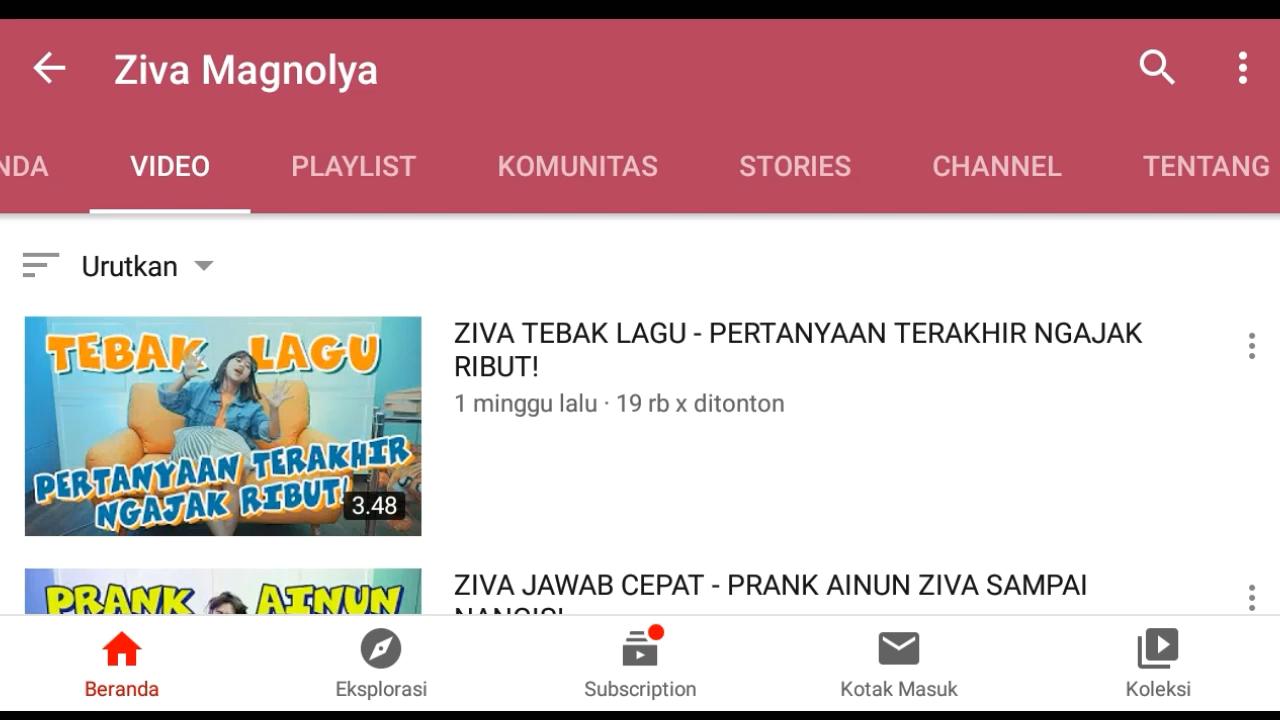 Ziva Magnolya
NDA VIDEO PLAYLIST KOMUNITAS STORIES CHANNEL TENTANG
Urutkan
TEBAK LAGU
PERTANYAAN TERAKHIR
NGAJAK RIBUT!
3.48
ZIVA TEBAK LAGU - PERTANYAAN TERAKHIR NGAJAK
RIBUT!
1 minggu lalu · 19 rb x ditonton
PRANK AINUN
ZIVA JAWAB CEPAT - PRANK AINUN ZIVA SAMPAI
NANGIS!
Beranda Eksplorasi Subscription Kotak Masuk Koleksi